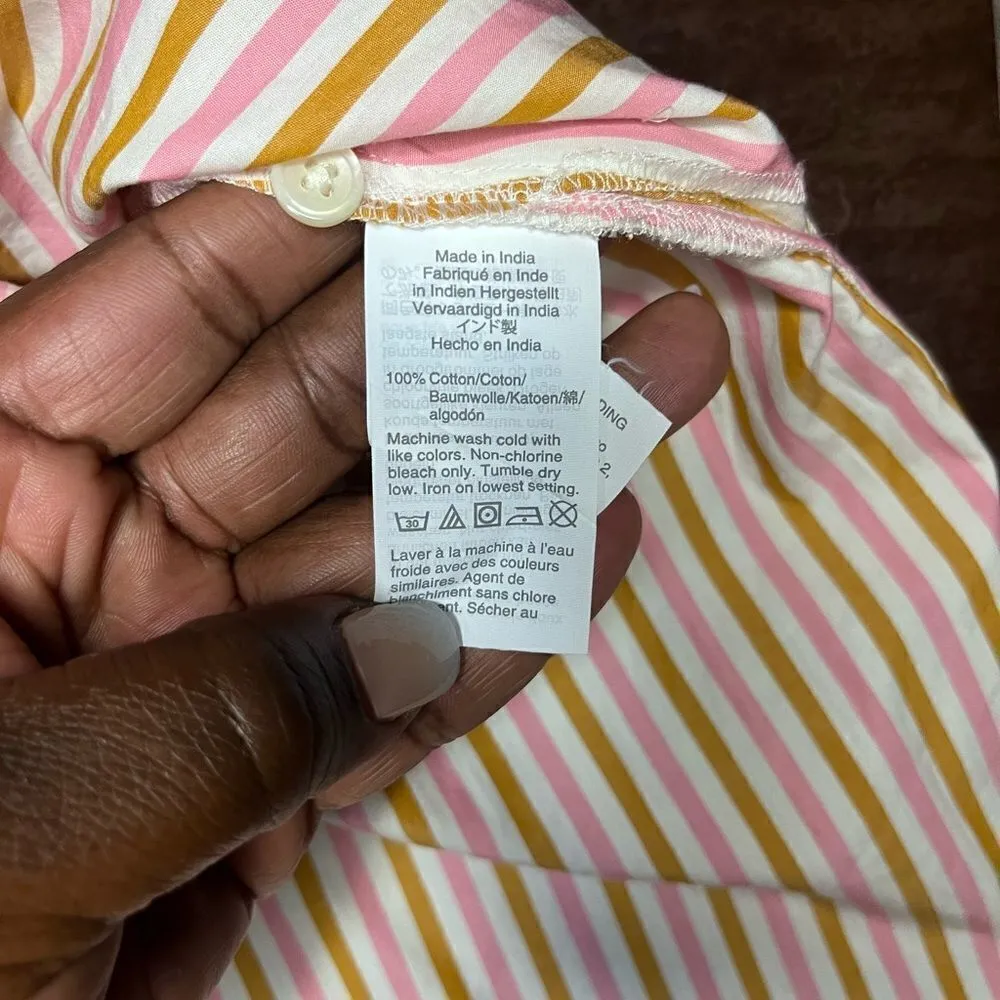 Made in India
Fabriqué en Inde
in Indien Hergestellt
Vervaardigd in India
インド製
Hecho en India
100% Cotton/Coton/
Baumwolle/Katoen/綿/
algodón
Machine wash cold with
like colors. Non-chlorine
bleach only. Tumble dry
low. Iron on lowest setting.
30
Laver à la machine à l'eau
froide avec des couleurs
similaires. Agent de
blanchiment sans chlore
Sécher au
DING
2,